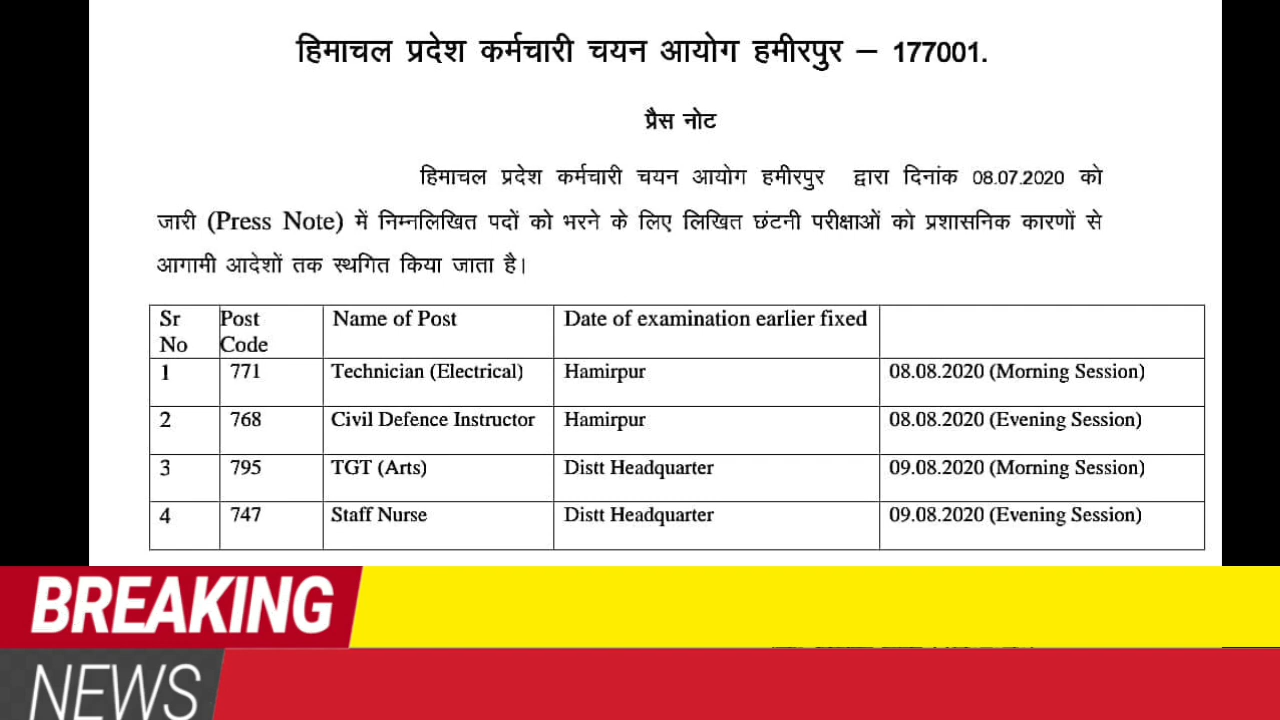 हिमाचल प्रदेश कर्मचारी चयन आयोग हमीरपुर – 177001.
प्रैस नोट
हिमाचल प्रदेश कर्मचारी चयन आयोग हमीरपुर द्वारा दिनांक 08.07.2020 को
जारी (Press Note) में निम्नलिखित पदों को भरने के लिए लिखित छंटनी परीक्षाओं को प्रशासनिक कारणों से
आगामी आदेशों तक स्थगित किया जाता है।
Sr No Post Code Name of Post Date of examination earlier fixed
1 771 Technician (Electrical) Hamirpur 08.08.2020 (Morning Session)
2 768 Civil Defence Instructor Hamirpur 08.08.2020 (Evening Session)
3 795 TGT (Arts) Distt Headquarter 09.08.2020 (Morning Session)
4 747 Staff Nurse Distt Headquarter 09.08.2020 (Evening Session)
BREAKING
NEWS